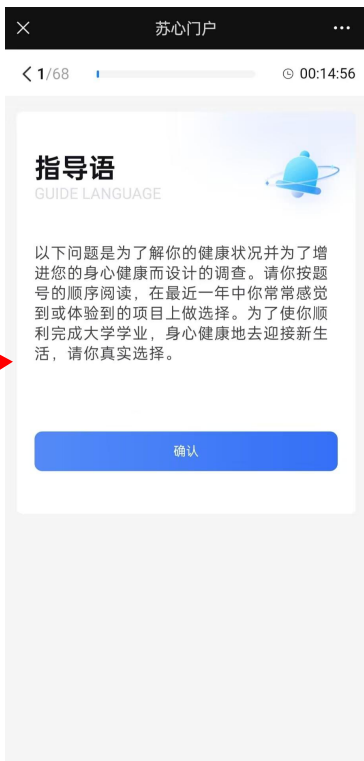 苏心门户
1/68
00:14:56
指导语
GUIDE LANGUAGE
以下问题是为了解你的健康状况并为了增
进您的身心健康而设计的调查。请你按题
号的顺序阅读，在最近一年中你常常感觉
到或体验到的项目上做选择。为了使你顺
利完成大学学业，身心健康地去迎接新生
活，请你真实选择。
确认